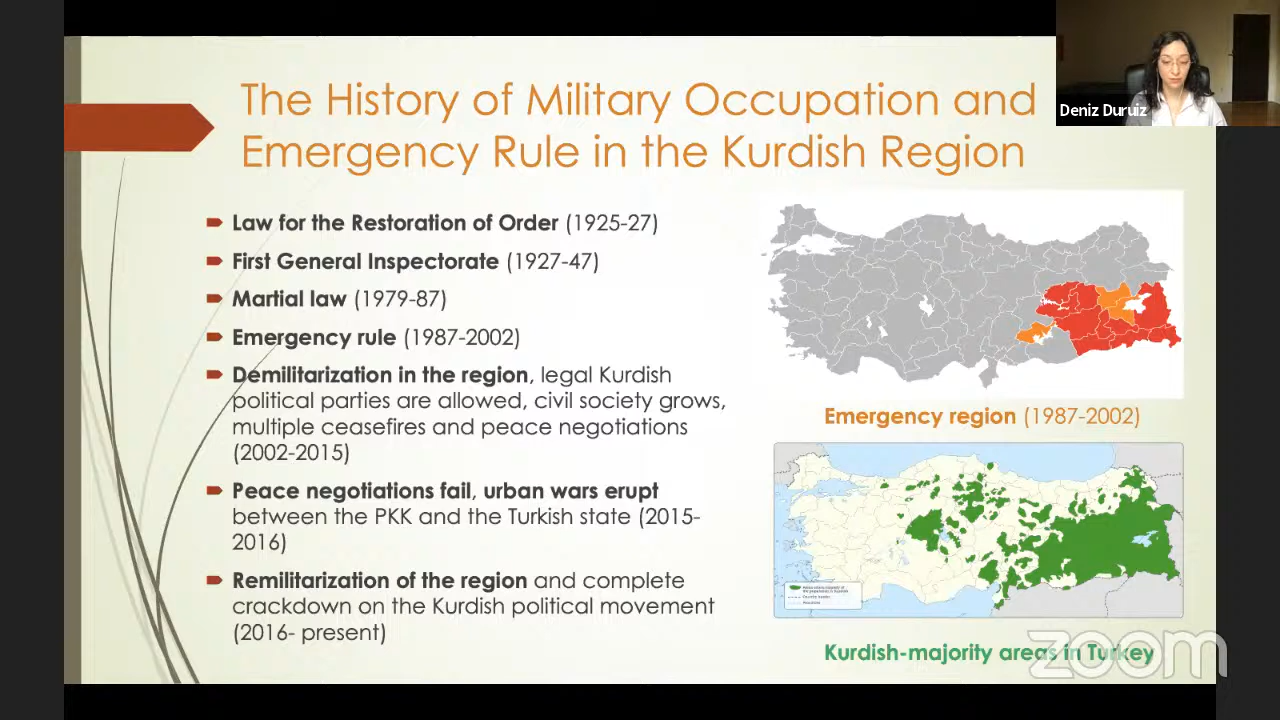 The History of Military Occupation and
Emergency Rule in the Kurdish Region
Deniz Duruiz
Law for the Restoration of Order (1925-27)
First General Inspectorate (1927-47)
Martial law (1979-87)
Emergency rule (1987-2002)
Demilitarization in the region, legal Kurdish
political parties are allowed, civil society grows,
multiple ceasefires and peace negotiations
(2002-2015)
Peace negotiations fail, urban wars erupt
between the PKK and the Turkish state (2015-
2016)
Remilitarization of the region and complete
crackdown on the Kurdish political movement
(2016- present)
Emergency region (1987-2002)
Kurdish-majority areas in Turkey
zoom